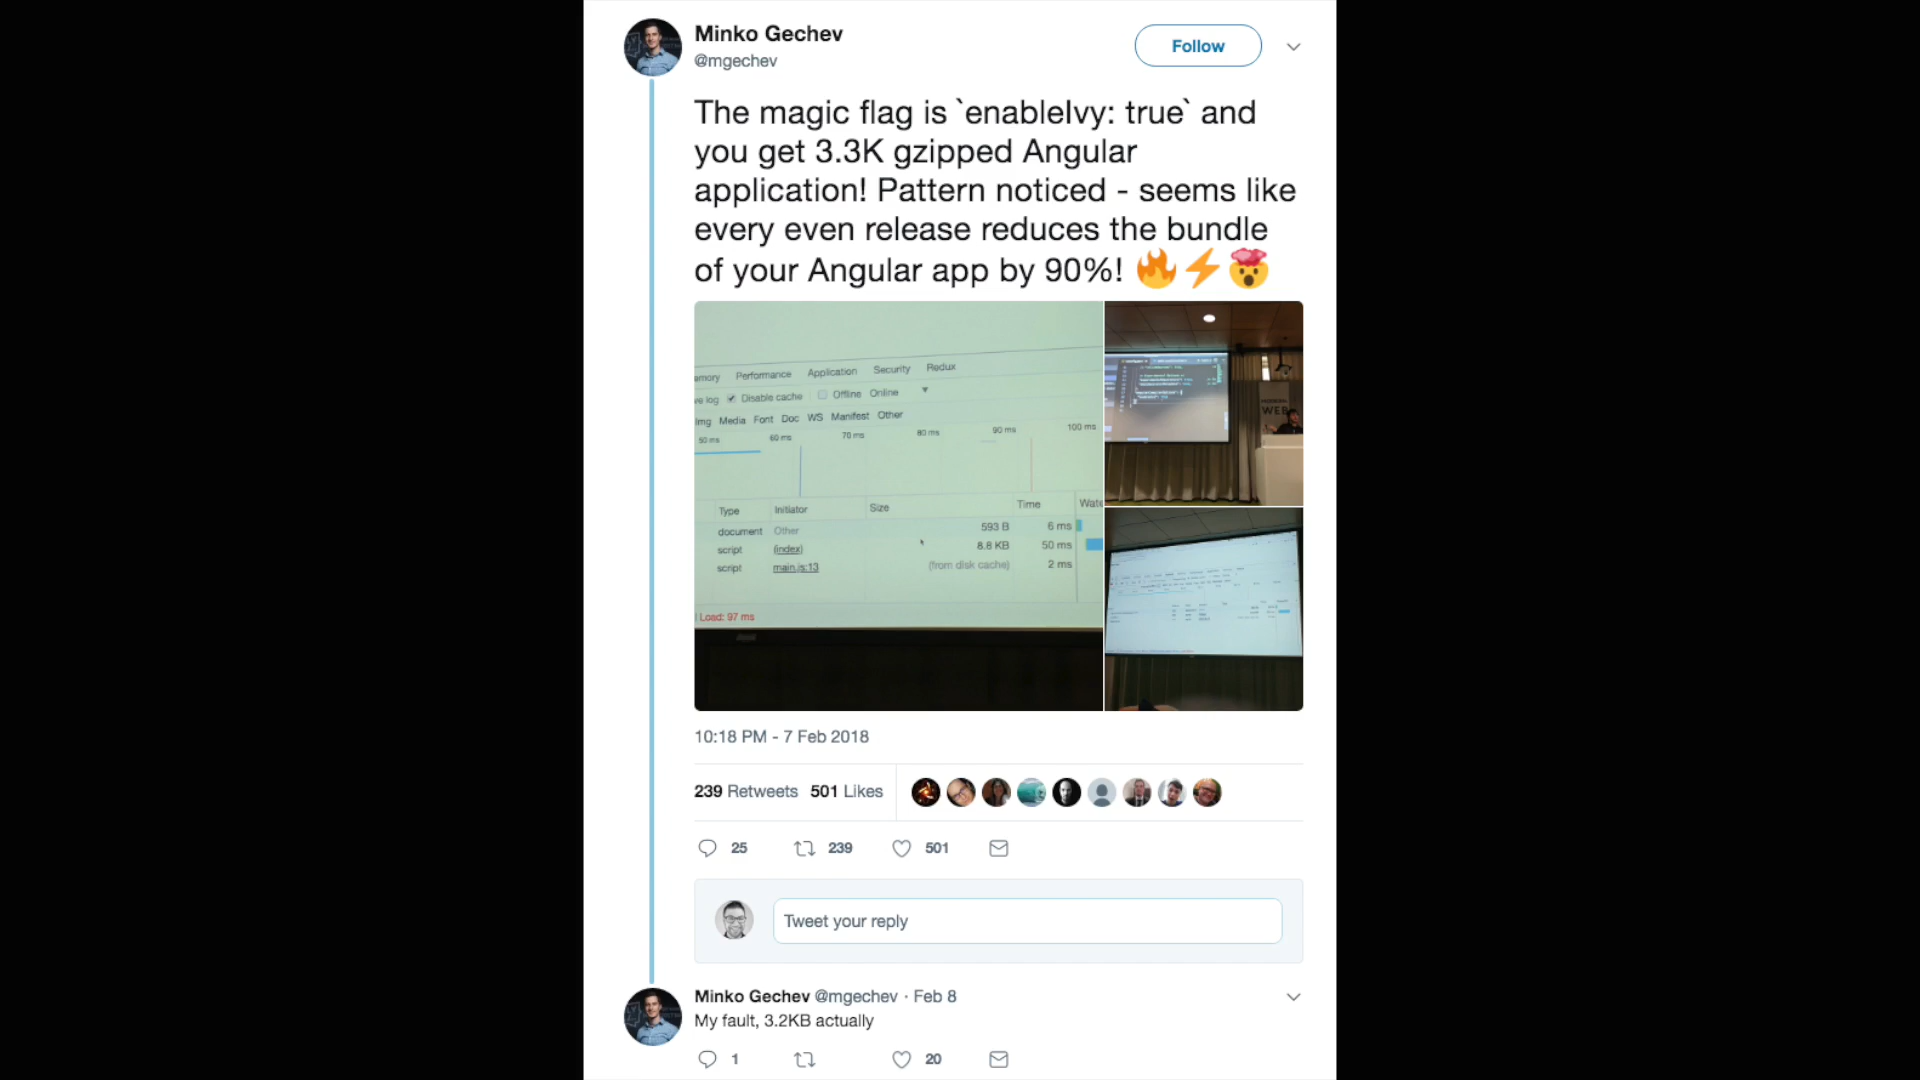 Minko Gechev
@mgechev
Follow
The magic flag is `enableIvy: true` and
you get 3.3K gzipped Angular
application! Pattern noticed - seems like
every even release reduces the bundle
of your Angular app by 90%! 🔥⚡🤯
emory Performance Application Security Redux
ve log Disable cache Offline Online
Img Media Font Doc WS Manifest Other
50 ms 60 ms 70 ms 80 ms 90 ms 100 ms
Type Initiator Size Time Wate
document Other 593 B 6 ms
script (index) 8.8 KB 50 ms
script main.js:13 (from disk cache) 2 ms
Load: 97 ms
WEB
10:18 PM - 7 Feb 2018
239 Retweets 501 Likes
25 239 501
Tweet your reply
Minko Gechev @mgechev · Feb 8
My fault, 3.2KB actually
1 20